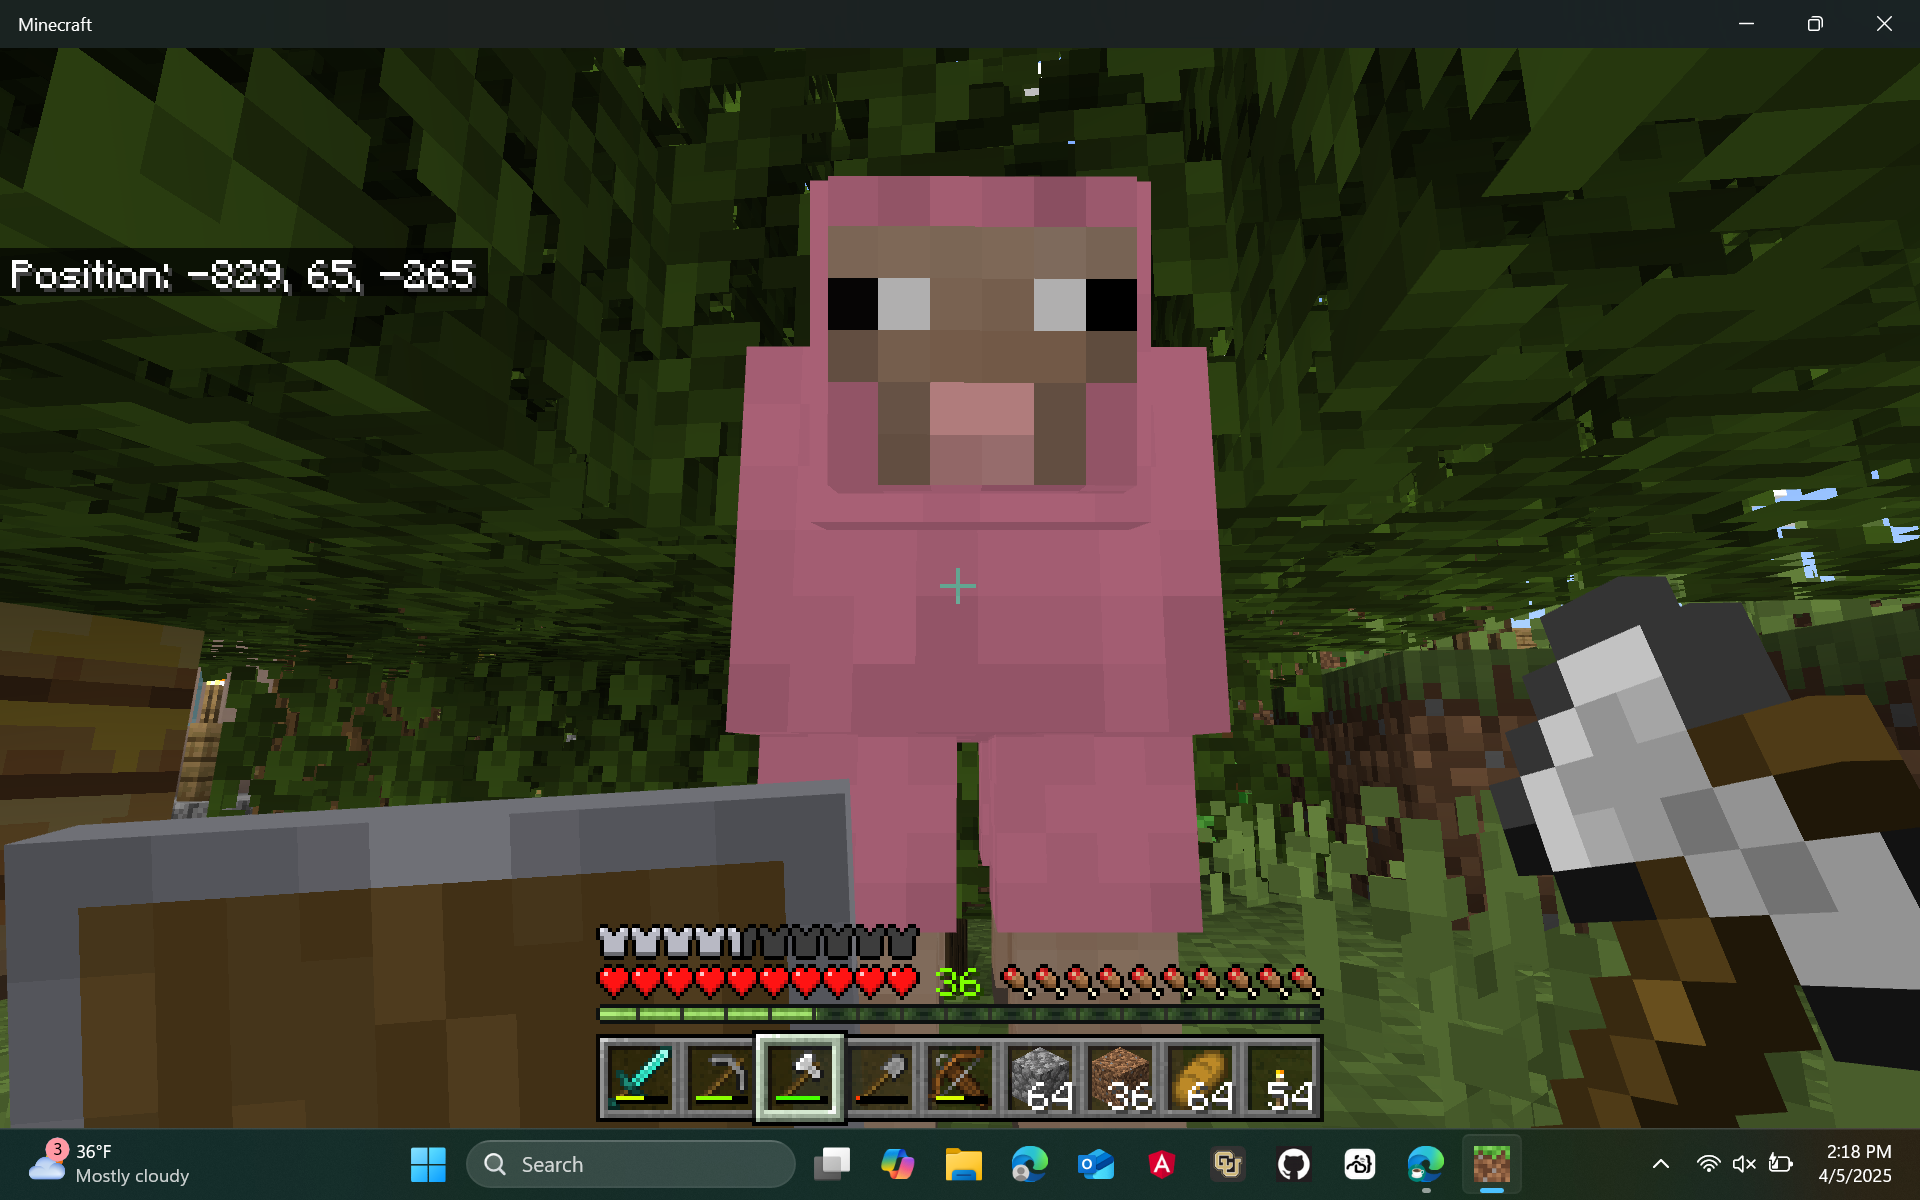 Minecraft
Position: -829, 65, -265
36
64
36
64
54
3
36°F
Mostly cloudy
Search
2:18 PM
4/5/2025